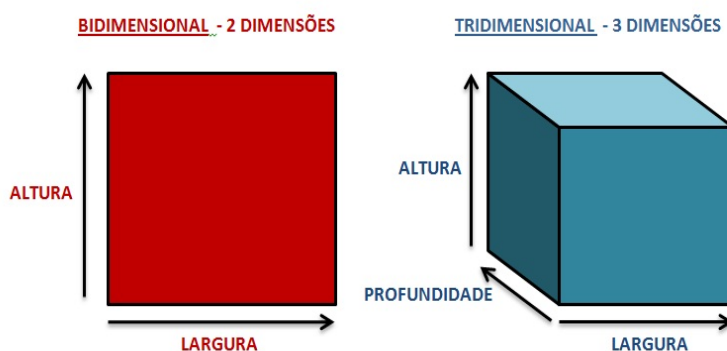 BIDIMENSIONAL - 2 DIMENSÕES
ALTURA
LARGURA
TRIDIMENSIONAL - 3 DIMENSÕES
ALTURA
PROFUNDIDADE
LARGURA